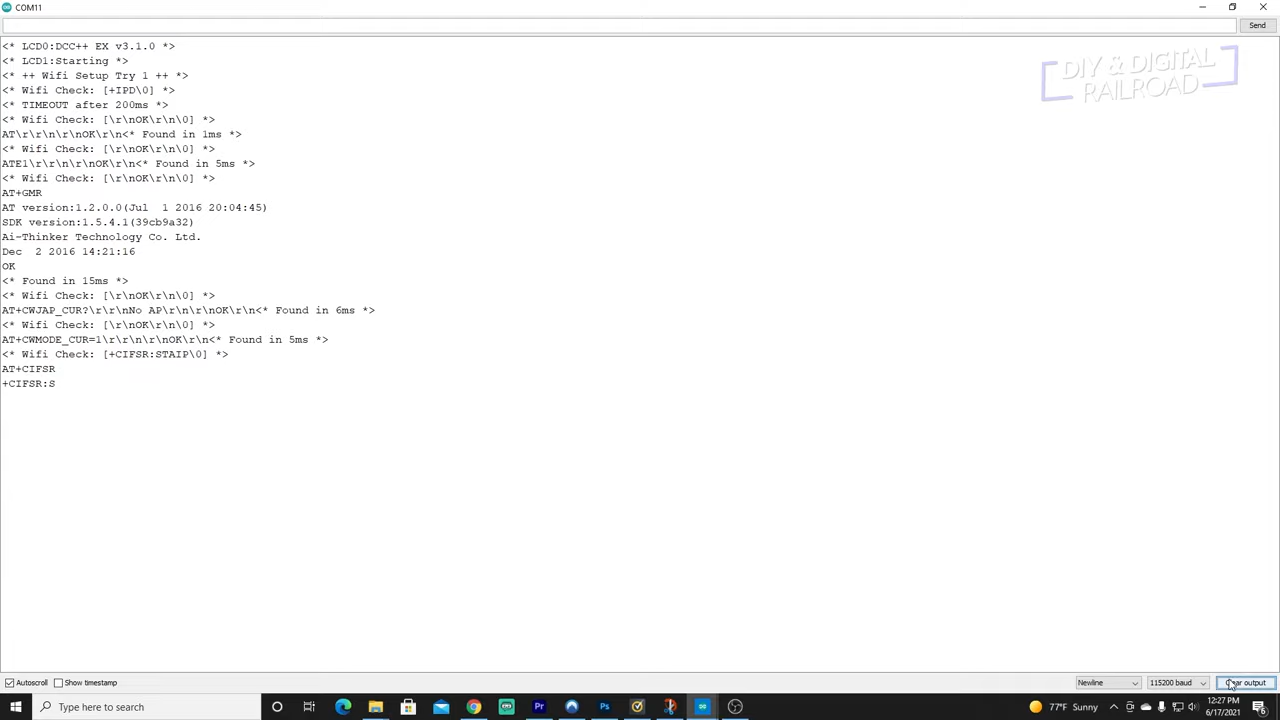 COM11
Send
<* LCD0:DCC++ EX v3.1.0 *>
<* LCD1:Starting *>
<* ++ Wifi Setup Try 1 ++ *>
<* Wifi Check: [+IPD\0] *>
<* TIMEOUT after 200ms *>
<* Wifi Check: [\r\nOK\r\n\0] *>
AT\r\r\n\r\nOK\r\n<* Found in 1ms *>
<* Wifi Check: [\r\nOK\r\n\0] *>
ATE1\r\r\n\r\nOK\r\n<* Found in 5ms *>
<* Wifi Check: [\r\nOK\r\n\0] *>
AT+GMR
AT version:1.2.0.0(Jul  1 2016 20:04:45)
SDK version:1.5.4.1(39cb9a32)
Ai-Thinker Technology Co. Ltd.
Dec  2 2016 14:21:16
OK
<* Found in 15ms *>
<* Wifi Check: [\r\nOK\r\n\0] *>
AT+CWJAP_CUR?\r\r\nNo AP\r\n\r\nOK\r\n<* Found in 6ms *>
<* Wifi Check: [\r\nOK\r\n\0] *>
AT+CWMODE_CUR=1\r\r\n\r\nOK\r\n<* Found in 5ms *>
<* Wifi Check: [+CIFSR:STAIP\0] *>
AT+CIFSR
+CIFSR:S
DIY & DIGITAL
RAILROAD
Autoscroll Show timestamp Newline 115200 baud Clear output
Type here to search Pr Ps 77°F Sunny 12:27 PM
6/17/2021 6